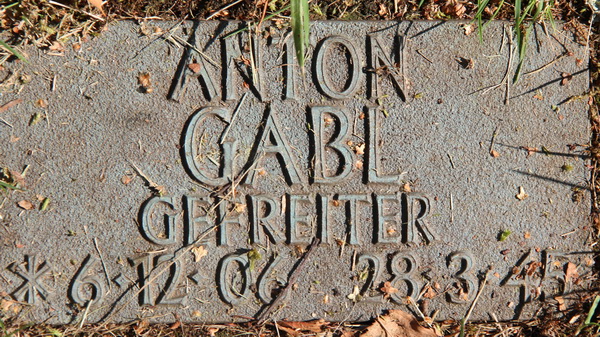 ANTON
GABL
GEFREITER
* 6·12·06 28·3·45